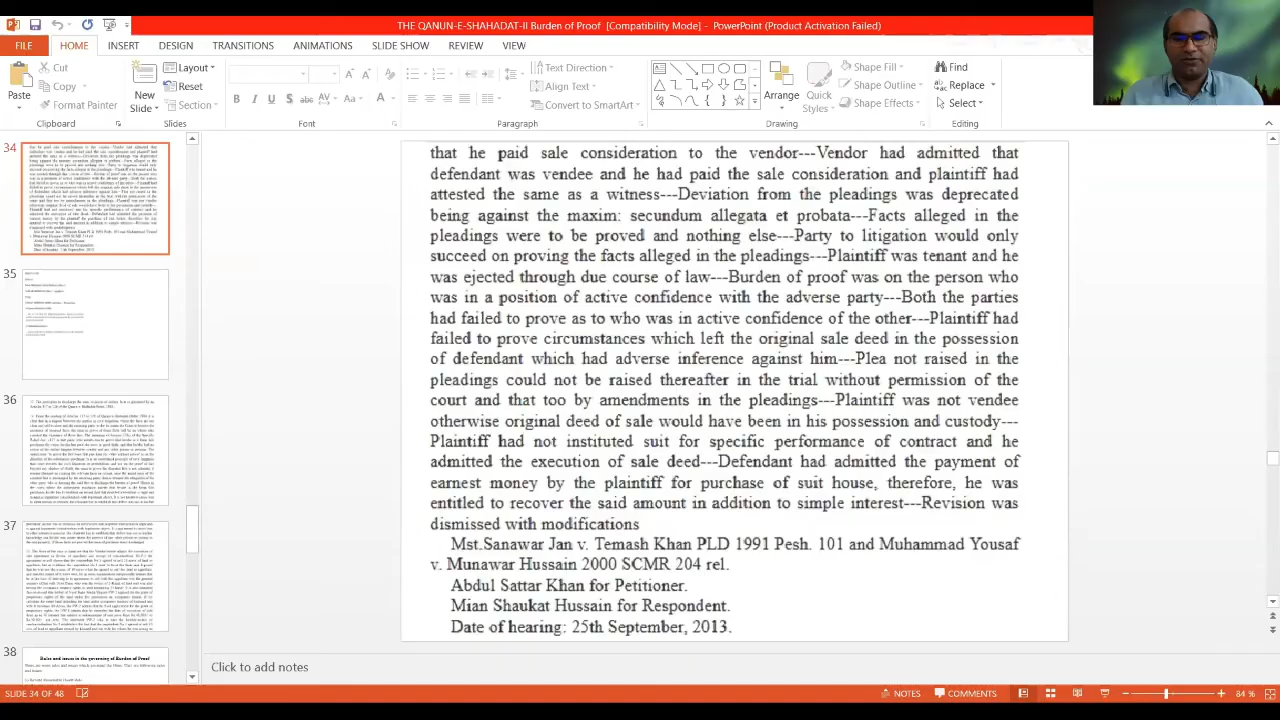 THE QANUN-E-SHAHADAT-II Burden of Proof [Compatibility Mode] - PowerPoint (Product Activation Failed)
FILE HOME INSERT DESIGN TRANSITIONS ANIMATIONS SLIDE SHOW REVIEW VIEW
Cut Layout Text Direction Shape Fill Find
Copy Reset Align Text Shape Outline Replace
Paste Format Painter New Slide Section Convert to SmartArt Arrange Quick Styles Shape Effects Select
Clipboard Slides Font Paragraph Drawing Editing
34
35
36
37
38
Rules and issues in the governing of Burden of Proof
that he paid sale consideration to the vendor---Vendor had admitted that
defendant was vendee and he had paid the sale consideration and plaintiff had
attested the same as a witness---Deviation from the pleadings was deprecated
being against the maxim: secundum allegata et probeta---Facts alleged in the
pleadings were to be proved and nothing else---Party to litigation would only
succeed on proving the facts alleged in the pleadings---Plaintiff was tenant and he
was ejected through due course of law---Burden of proof was on the person who
was in a position of active confidence with the adverse party---Both the parties
had failed to prove as to who was in active confidence of the other---Plaintiff had
failed to prove circumstances which left the original sale deed in the possession
of defendant which had adverse inference against him---Plea not raised in the
pleadings could not be raised thereafter in the trial without permission of the
court and that too by amendments in the pleadings---Plaintiff was not vendee
otherwise original deed of sale would have been in his possession and custody---
Plaintiff had not instituted suit for specific performance of contract and he
admitted the execution of sale deed---Defendant had admitted the payment of
earnest money by the plaintiff for purchase of suit house, therefore, he was
entitled to recover the said amount in addition to simple interest---Revision was
dismissed with modifications
Mst.Sanawar Jan v. Temash Khan PLD 1991 Pesh. 109 and Muhammad Yousaf
v. Munawar Hussain 2000 SCMR 204 rel.
Abdul Sattar Khan for Petitioner.
Mian Shaukat Hussain for Respondent.
Date of hearing: 25th September, 2013.
Click to add notes
SLIDE 34 OF 48 NOTES COMMENTS 84 %